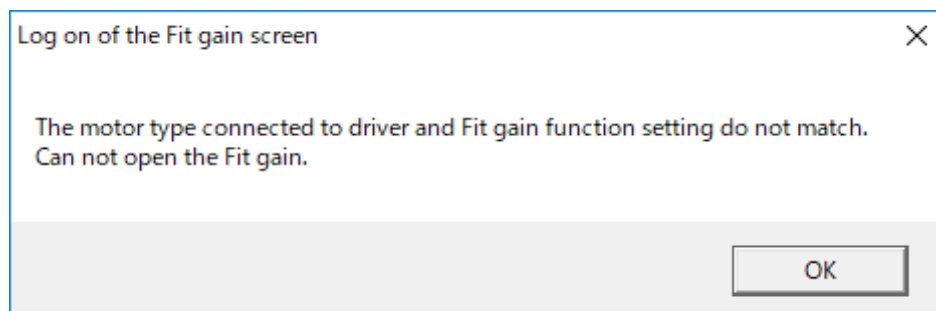 Log on of the Fit gain screen
The motor type connected to driver and Fit gain function setting do not match.
Can not open the Fit gain.
OK